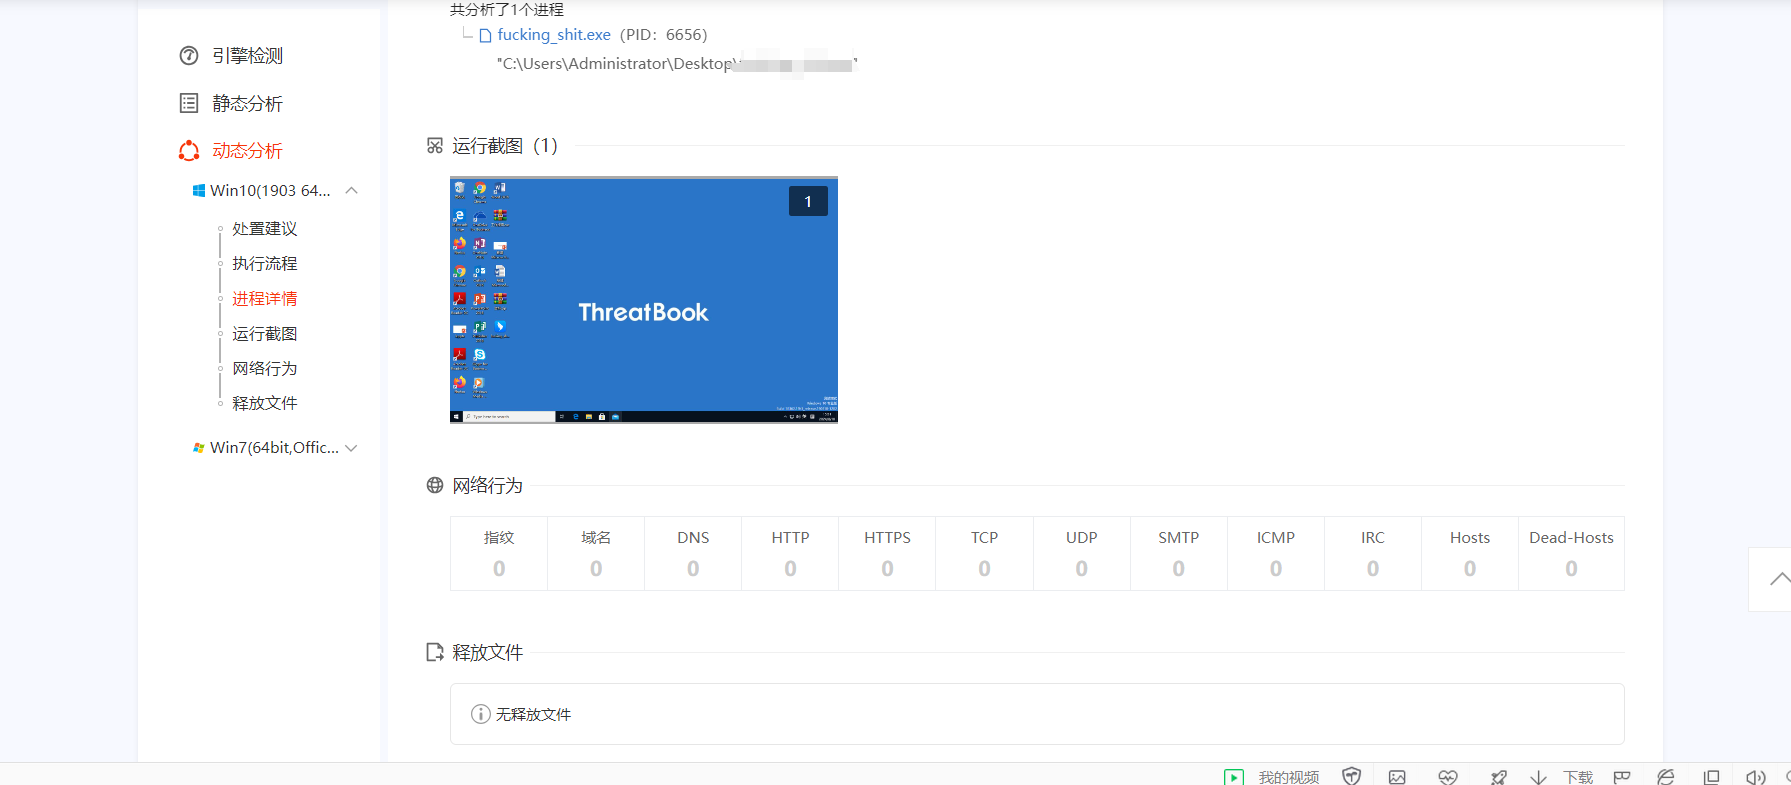 共分析了1个进程
fucking_shit.exe（PID：6656）
"C:\Users\Administrator\Desktop\
引擎检测
静态分析
动态分析
Win10(1903 64...
处置建议
执行流程
进程详情
运行截图
网络行为
释放文件
Win7(64bit,Offic...
运行截图（1）
1
ThreatBook
Type here to search
网络行为
指纹 域名 DNS HTTP HTTPS TCP UDP SMTP ICMP IRC Hosts Dead-Hosts
0 0 0 0 0 0 0 0 0 0 0 0
释放文件
无释放文件
我的视频 下载